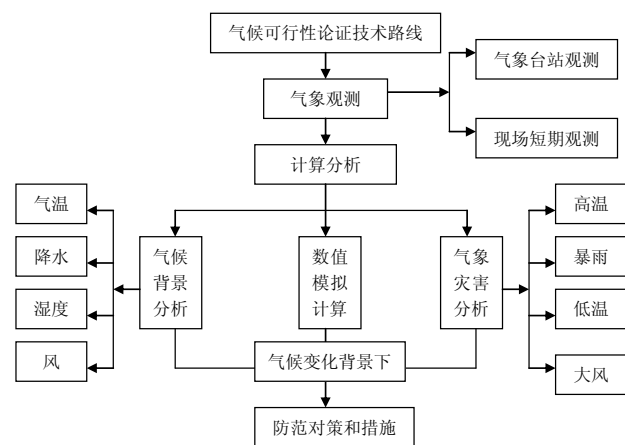 气候可行性论证技术路线
气象台站观测
气象观测
现场短期观测
计算分析
气温
降水
湿度
风
气候
背景
分析
数值
模拟
计算
气象
灾害
分析
高温
暴雨
低温
大风
气候变化背景下
防范对策和措施